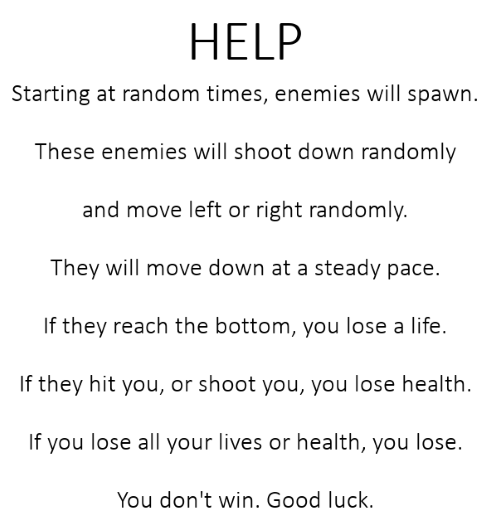 HELP
Starting at random times, enemies will spawn.
These enemies will shoot down randomly
and move left or right randomly.
They will move down at a steady pace.
If they reach the bottom, you lose a life.
If they hit you, or shoot you, you lose health.
If you lose all your lives or health, you lose.
You don't win. Good luck.